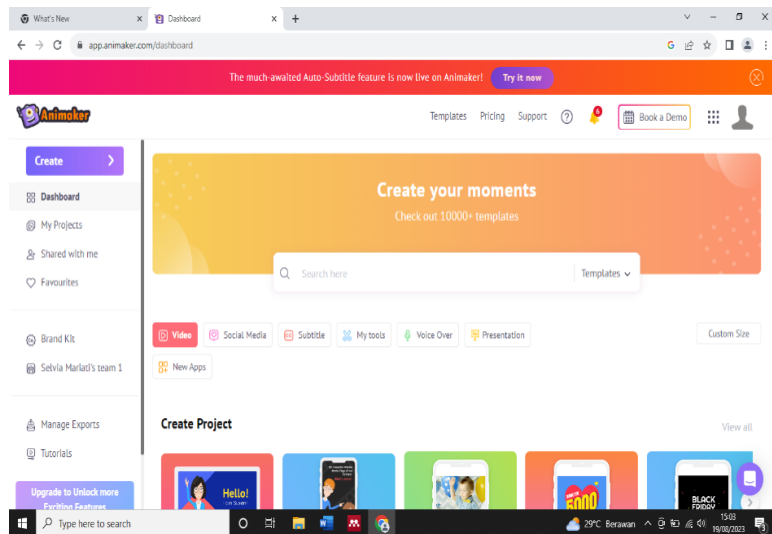 What's New
Dashboard
app.animaker.com/dashboard
The much-awaited Auto-Subtitle feature is now live on Animaker! Try it now
Animaker
Templates Pricing Support 6 Book a Demo
Create
Dashboard
My Projects
Shared with me
Favourites
Brand Kit
Selvia Mariati's team 1
Manage Exports
Tutorials
Upgrade to Unlock more
Exciting Features
Create your moments
Check out 10000+ templates
Search here Templates
Video Social Media Subtitle My tools Voice Over Presentation Custom Size
New Apps
Create Project View all
Hello!
5000
BLACK
FRIDAY
Type here to search
29°C Berawan
15:03
19/08/2023
3